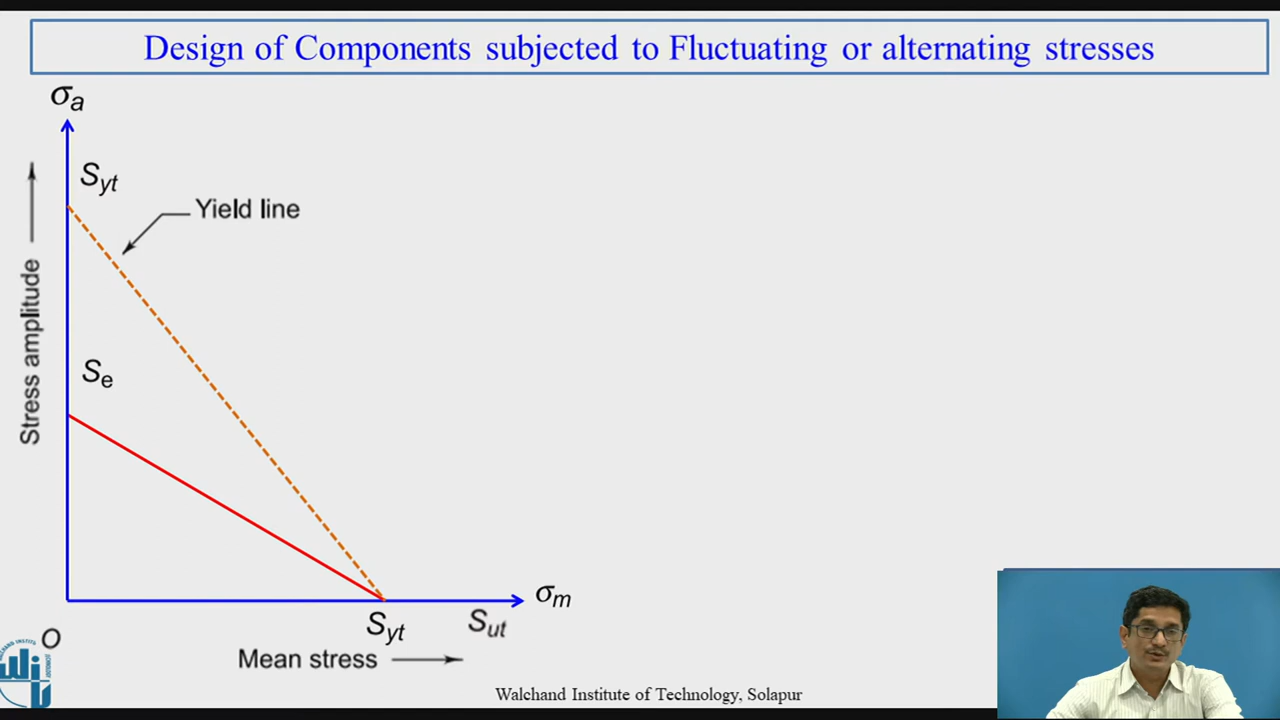 Design of Components subjected to Fluctuating or alternating stresses
σa
Syt
Yield line
Stress amplitude
Se
σm
Syt
Sut
O
Mean stress
Walchand Institute of Technology, Solapur